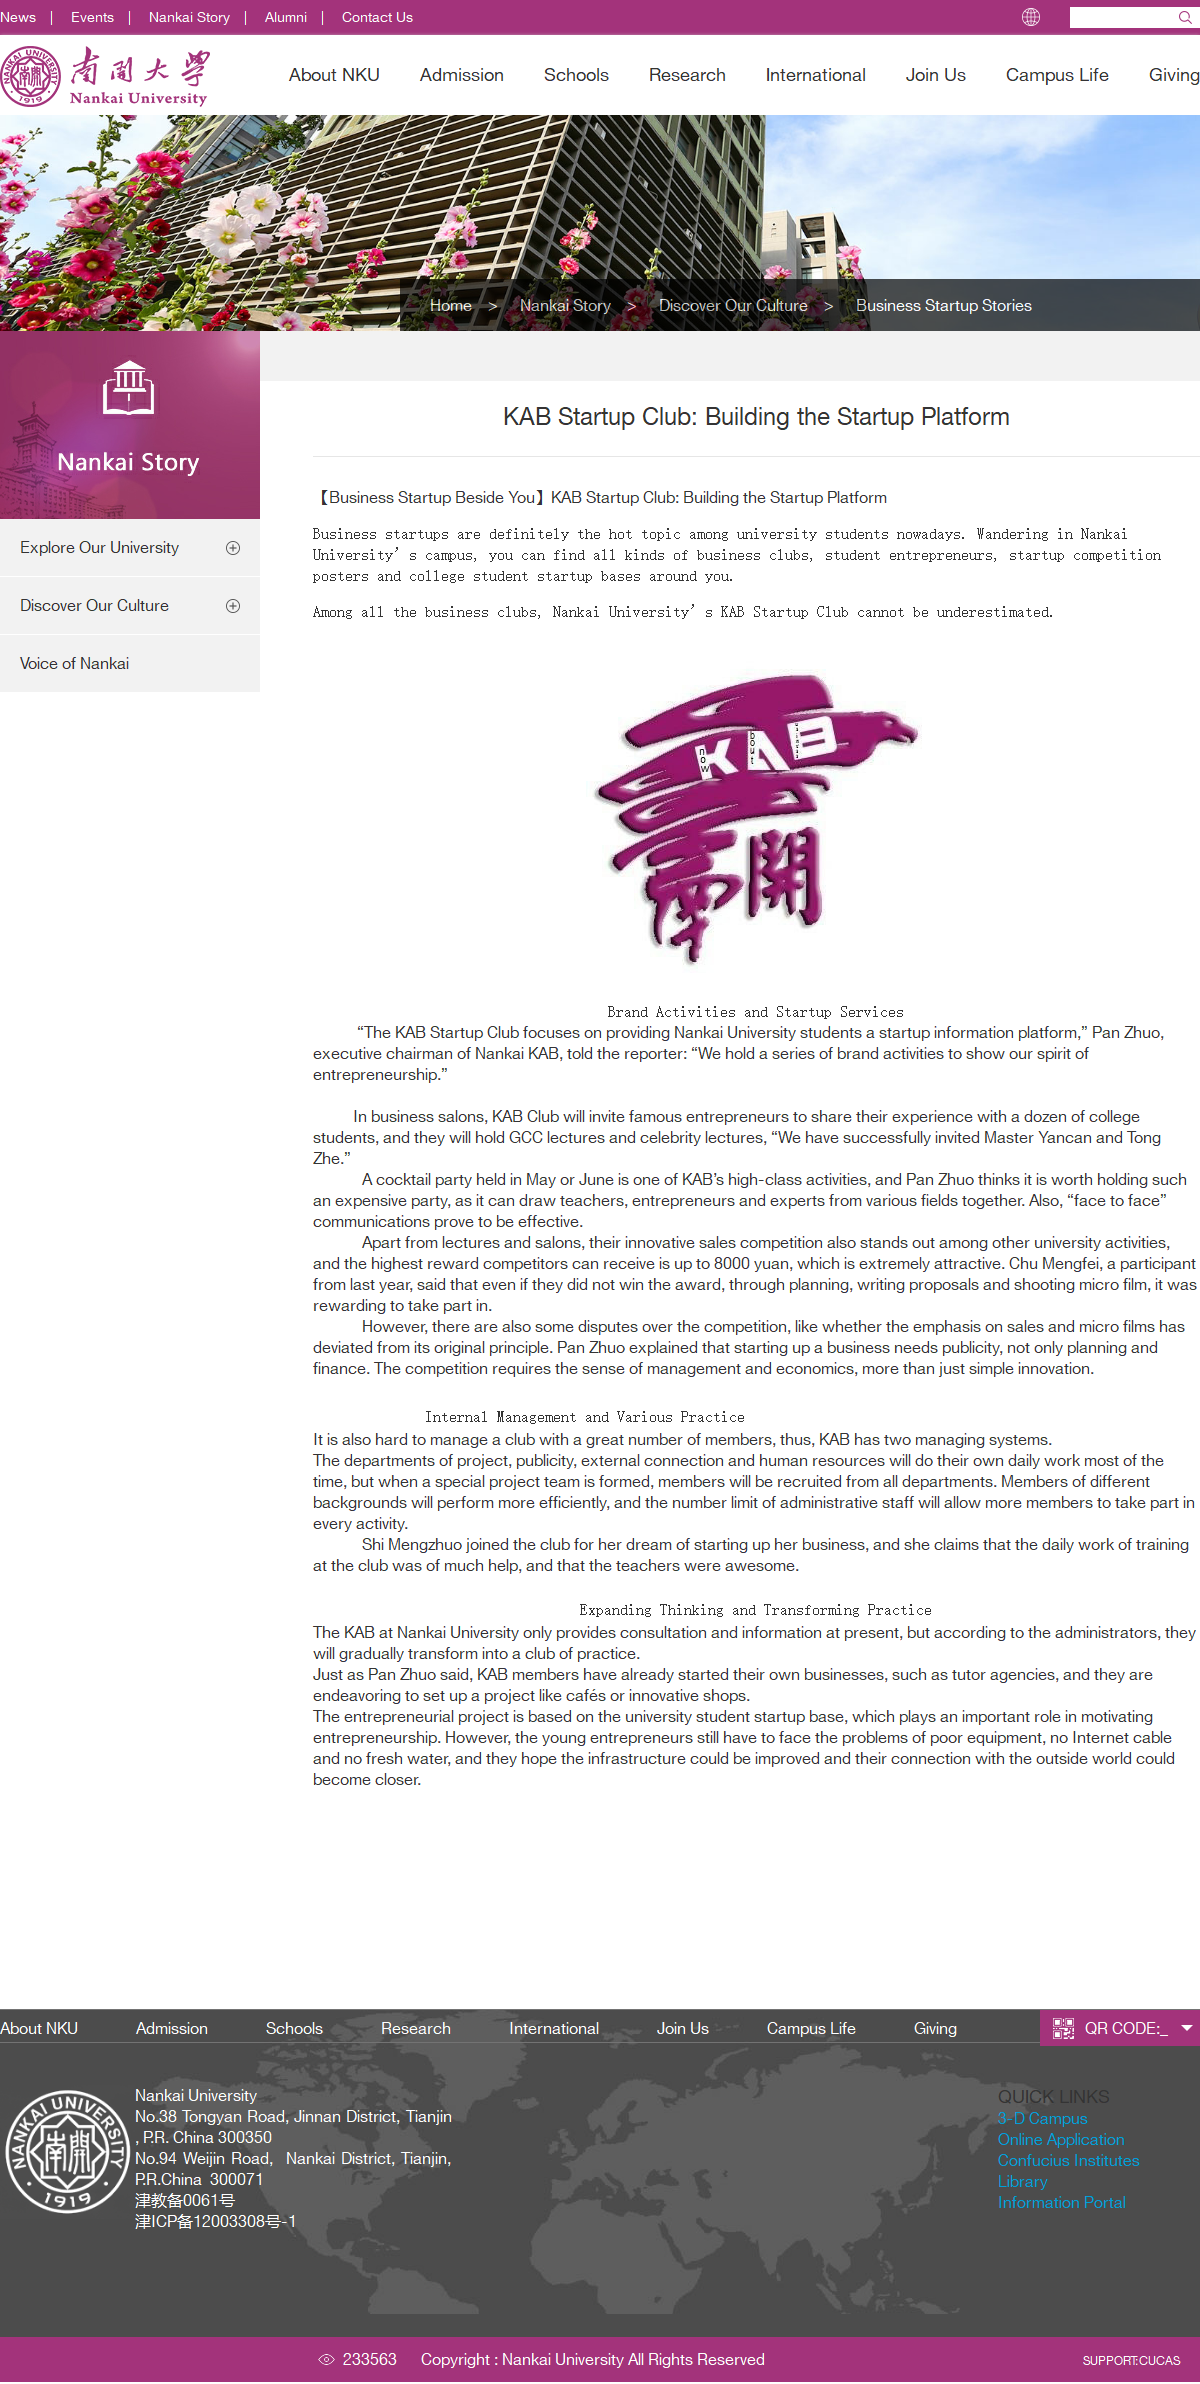 News | Events | Nankai Story | Alumni | Contact Us
NANKAI UNIVERSITY 1919
南開大學
Nankai University
About NKU Admission Schools Research International Join Us Campus Life Giving
Home > Nankai Story > Discover Our Culture > Business Startup Stories
Nankai Story
Explore Our University
Discover Our Culture
Voice of Nankai
KAB Startup Club: Building the Startup Platform
【Business Startup Beside You】KAB Startup Club: Building the Startup Platform
Business startups are definitely the hot topic among university students nowadays. Wandering in Nankai
University’s campus, you can find all kinds of business clubs, student entrepreneurs, startup competition
posters and college student startup bases around you.
Among all the business clubs, Nankai University’s KAB Startup Club cannot be underestimated.
KAB
now
bout
南開
Brand Activities and Startup Services
“The KAB Startup Club focuses on providing Nankai University students a startup information platform,” Pan Zhuo,
executive chairman of Nankai KAB, told the reporter: “We hold a series of brand activities to show our spirit of
entrepreneurship.”
In business salons, KAB Club will invite famous entrepreneurs to share their experience with a dozen of college
students, and they will hold GCC lectures and celebrity lectures, “We have successfully invited Master Yancan and Tong
Zhe.”
A cocktail party held in May or June is one of KAB’s high-class activities, and Pan Zhuo thinks it is worth holding such
an expensive party, as it can draw teachers, entrepreneurs and experts from various fields together. Also, “face to face”
communications prove to be effective.
Apart from lectures and salons, their innovative sales competition also stands out among other university activities,
and the highest reward competitors can receive is up to 8000 yuan, which is extremely attractive. Chu Mengfei, a participant
from last year, said that even if they did not win the award, through planning, writing proposals and shooting micro film, it was
rewarding to take part in.
However, there are also some disputes over the competition, like whether the emphasis on sales and micro films has
deviated from its original principle. Pan Zhuo explained that starting up a business needs publicity, not only planning and
finance. The competition requires the sense of management and economics, more than just simple innovation.
Internal Management and Various Practice
It is also hard to manage a club with a great number of members, thus, KAB has two managing systems.
The departments of project, publicity, external connection and human resources will do their own daily work most of the
time, but when a special project team is formed, members will be recruited from all departments. Members of different
backgrounds will perform more efficiently, and the number limit of administrative staff will allow more members to take part in
every activity.
Shi Mengzhuo joined the club for her dream of starting up her business, and she claims that the daily work of training
at the club was of much help, and that the teachers were awesome.
Expanding Thinking and Transforming Practice
The KAB at Nankai University only provides consultation and information at present, but according to the administrators, they
will gradually transform into a club of practice.
Just as Pan Zhuo said, KAB members have already started their own businesses, such as tutor agencies, and they are
endeavoring to set up a project like cafés or innovative shops.
The entrepreneurial project is based on the university student startup base, which plays an important role in motivating
entrepreneurship. However, the young entrepreneurs still have to face the problems of poor equipment, no Internet cable
and no fresh water, and they hope the infrastructure could be improved and their connection with the outside world could
become closer.
About NKU Admission Schools Research International Join Us Campus Life Giving QR CODE:_
NANKAI UNIVERSITY 1919
Nankai University
No.38 Tongyan Road, Jinnan District, Tianjin
, P.R. China 300350
No.94 Weijin Road, Nankai District, Tianjin,
P.R.China 300071
津教备0061号
津ICP备12003308号-1
QUICK LINKS
3-D Campus
Online Application
Confucius Institutes
Library
Information Portal
233563 Copyright : Nankai University All Rights Reserved
SUPPORT:CUCAS